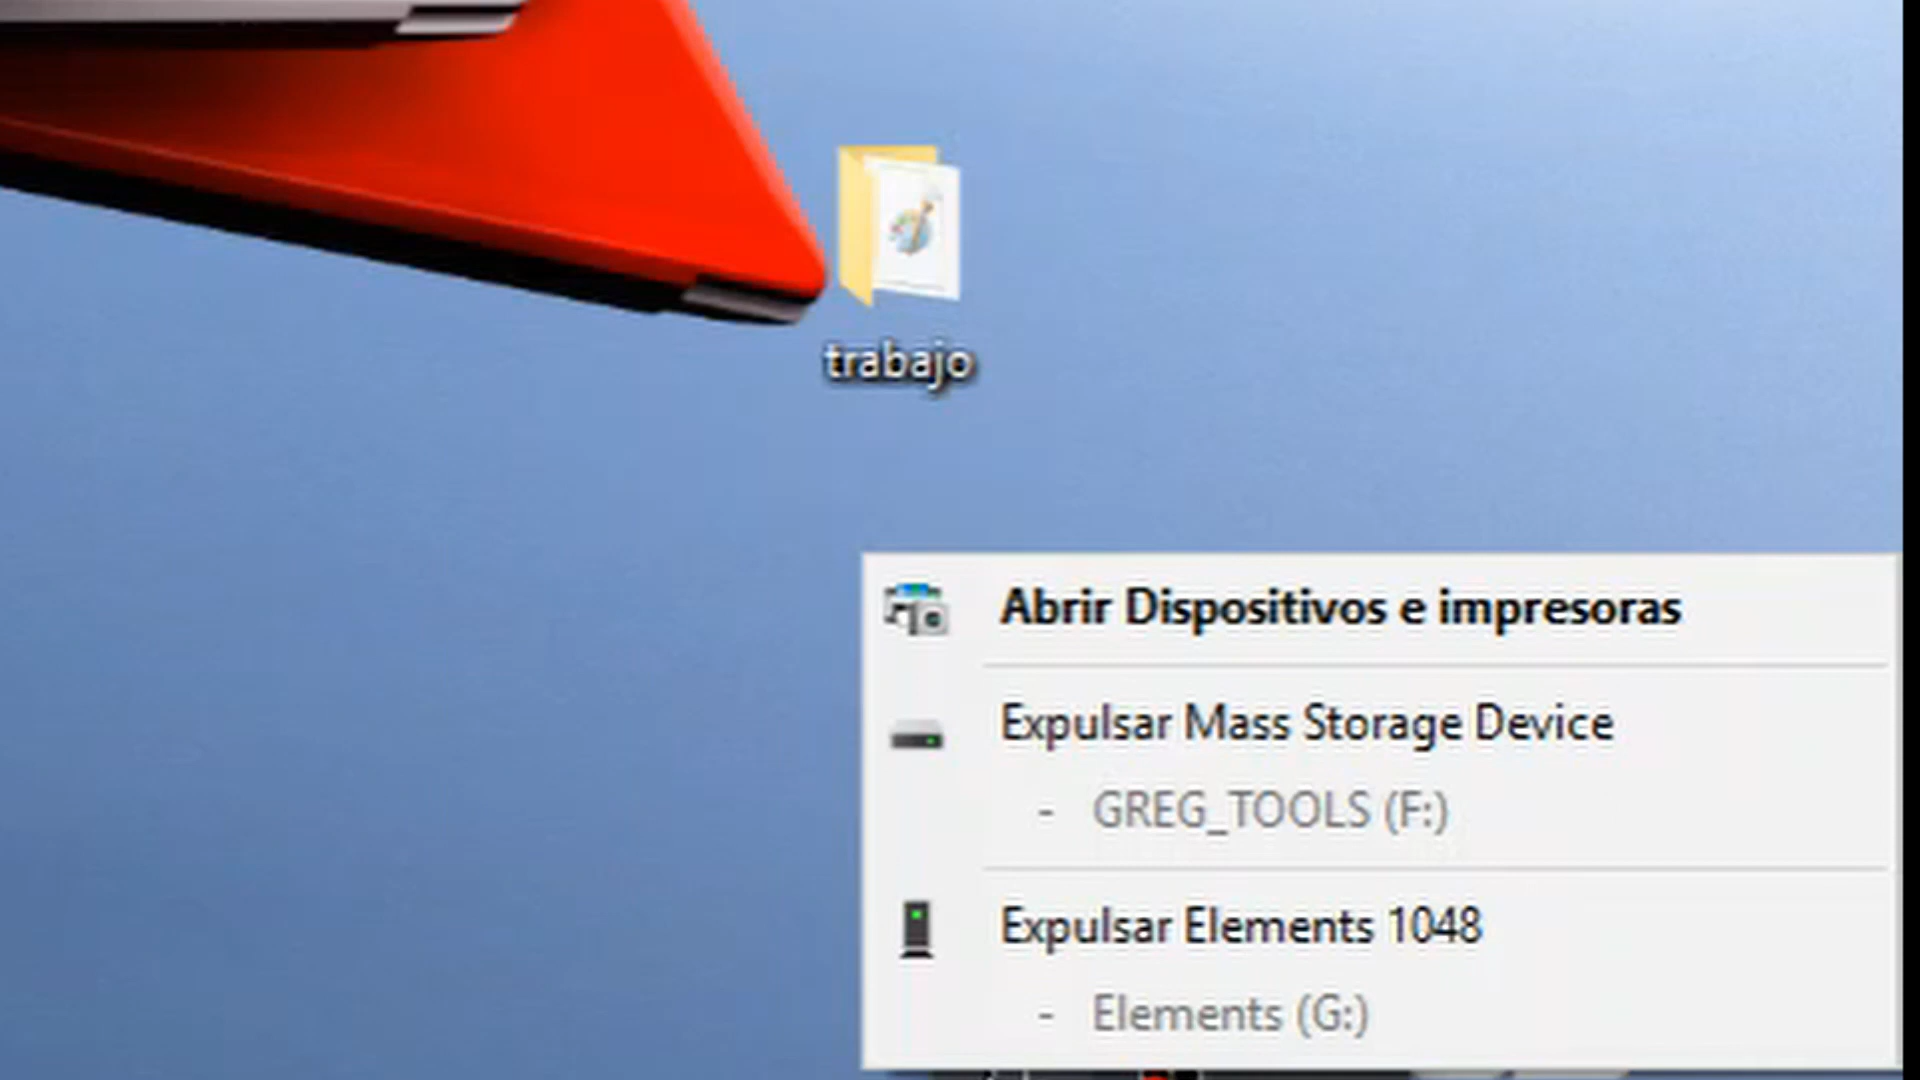 trabajo
Abrir Dispositivos e impresoras
Expulsar Mass Storage Device
- GREG_TOOLS (F:)
Expulsar Elements 1048
- Elements (G:)